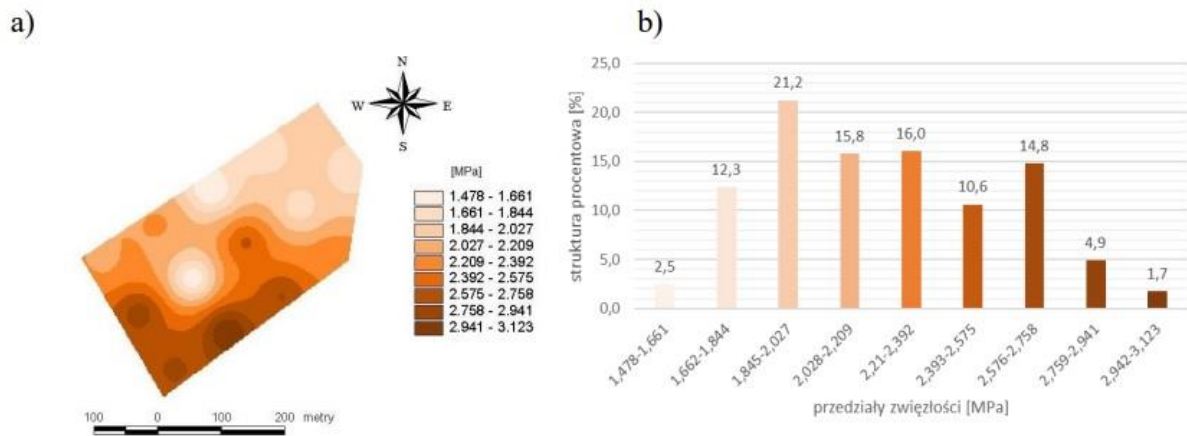 a)
N
W
E
S
[MPa]
1.478 - 1.661
1.661 - 1.844
1.844 - 2.027
2.027 - 2.209
2.209 - 2.392
2.392 - 2.575
2.575 - 2.758
2.758 - 2.941
2.941 - 3.123
100 0 100 200 metry
b)
struktura procentowa [%]
25,0
20,0
15,0
10,0
5,0
0,0
2,5
12,3
21,2
15,8
16,0
10,6
14,8
4,9
1,7
1,478-1,661
1,662-1,844
1,845-2,027
2,028-2,209
2,21-2,392
2,393-2,575
2,576-2,758
2,759-2,941
2,942-3,123
przedziały zwięzłości [MPa]